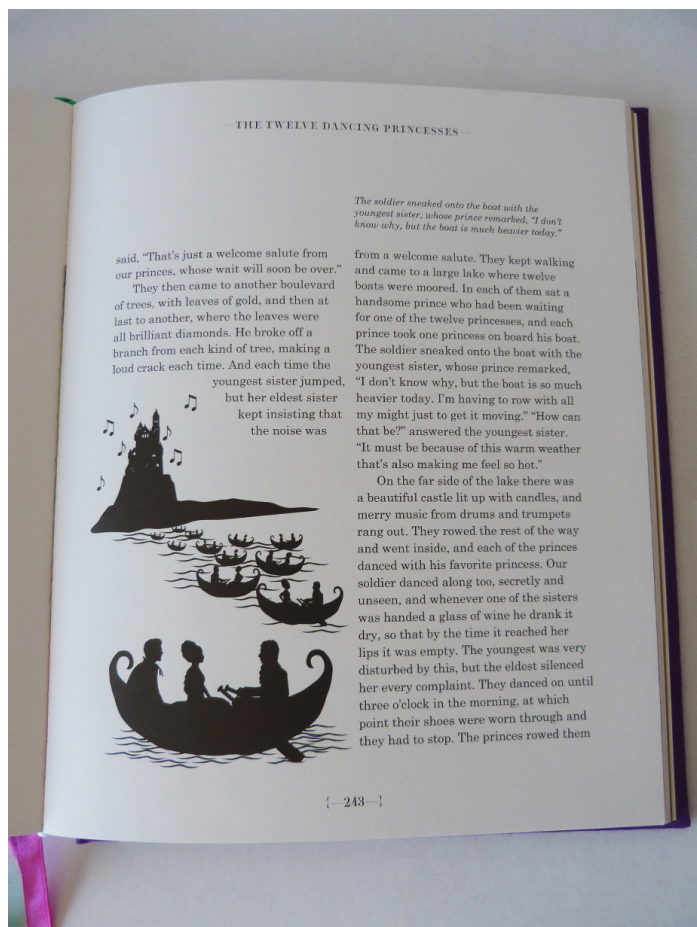 —THE TWELVE DANCING PRINCESSES—
said, “That’s just a welcome salute from
our princes, whose wait will soon be over.”
They then came to another boulevard
of trees, with leaves of gold, and then at
last to another, where the leaves were
all brilliant diamonds. He broke off a
branch from each kind of tree, making a
loud crack each time. And each time the
youngest sister jumped,
but her eldest sister
kept insisting that
the noise was
The soldier sneaked onto the boat with the
youngest sister, whose prince remarked, “I don’t
know why, but the boat is much heavier today.”
from a welcome salute. They kept walking
and came to a large lake where twelve
boats were moored. In each of them sat a
handsome prince who had been waiting
for one of the twelve princesses, and each
prince took one princess on board his boat.
The soldier sneaked onto the boat with the
youngest sister, whose prince remarked,
“I don’t know why, but the boat is so much
heavier today. I’m having to row with all
my might just to get it moving.” “How can
that be?” answered the youngest sister.
“It must be because of this warm weather
that’s also making me feel so hot.”
On the far side of the lake there was
a beautiful castle lit up with candles, and
merry music from drums and trumpets
rang out. They rowed the rest of the way
and went inside, and each of the princes
danced with his favorite princess. Our
soldier danced along too, secretly and
unseen, and whenever one of the sisters
was handed a glass of wine he drank it
dry, so that by the time it reached her
lips it was empty. The youngest was very
disturbed by this, but the eldest silenced
her every complaint. They danced on until
three o’clock in the morning, at which
point their shoes were worn through and
they had to stop. The princes rowed them
{—243—}